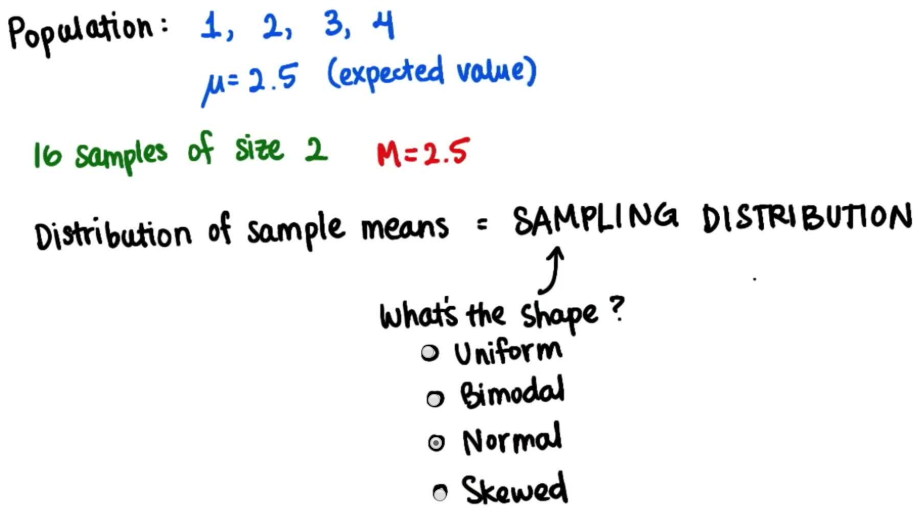 Population: 1, 2, 3, 4
μ=2.5 (expected value)
16 samples of size 2 M=2.5
Distribution of sample means = SAMPLING DISTRIBUTION
What's the shape?
Uniform
Bimodal
Normal
Skewed